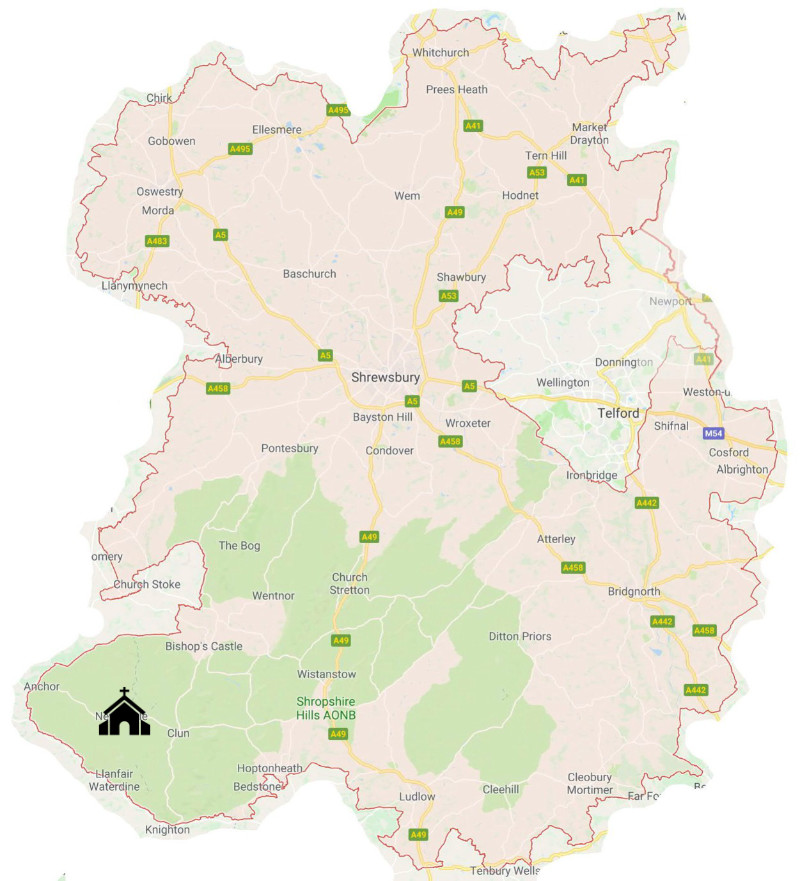 M
Whitchurch
Prees Heath
Chirk
A495
A41
Ellesmere
Market
Drayton
Gobowen
A495
Tern Hill
A53
A41
Oswestry
Wem
Hodnet
Morda
A49
A483
A5
Baschurch
Shawbury
Llanymynech
A53
Newport
Alberbury
A5
A41
Donnington
Shrewsbury
A458
A5
Wellington
Weston-u
A5
Telford
Bayston Hill
Wroxeter
Shifnal
M54
A458
Pontesbury
Condover
Cosford
Albrighton
Ironbridge
A442
A49
The Bog
Atterley
omery
A458
Church Stoke
Church
Stretton
Wentnor
Bridgnorth
A442
A458
A49
Ditton Priors
Bishop's Castle
Wistanstow
Anchor
A442
Shropshire
Hills AONB
Ne
e
Clun
A49
Llanfair
Waterdine
Hoptonheath
Bedstone
Cleobury
Mortimer
Ludlow
Cleehill
Far Fo
Knighton
A49
Tenbury Wells